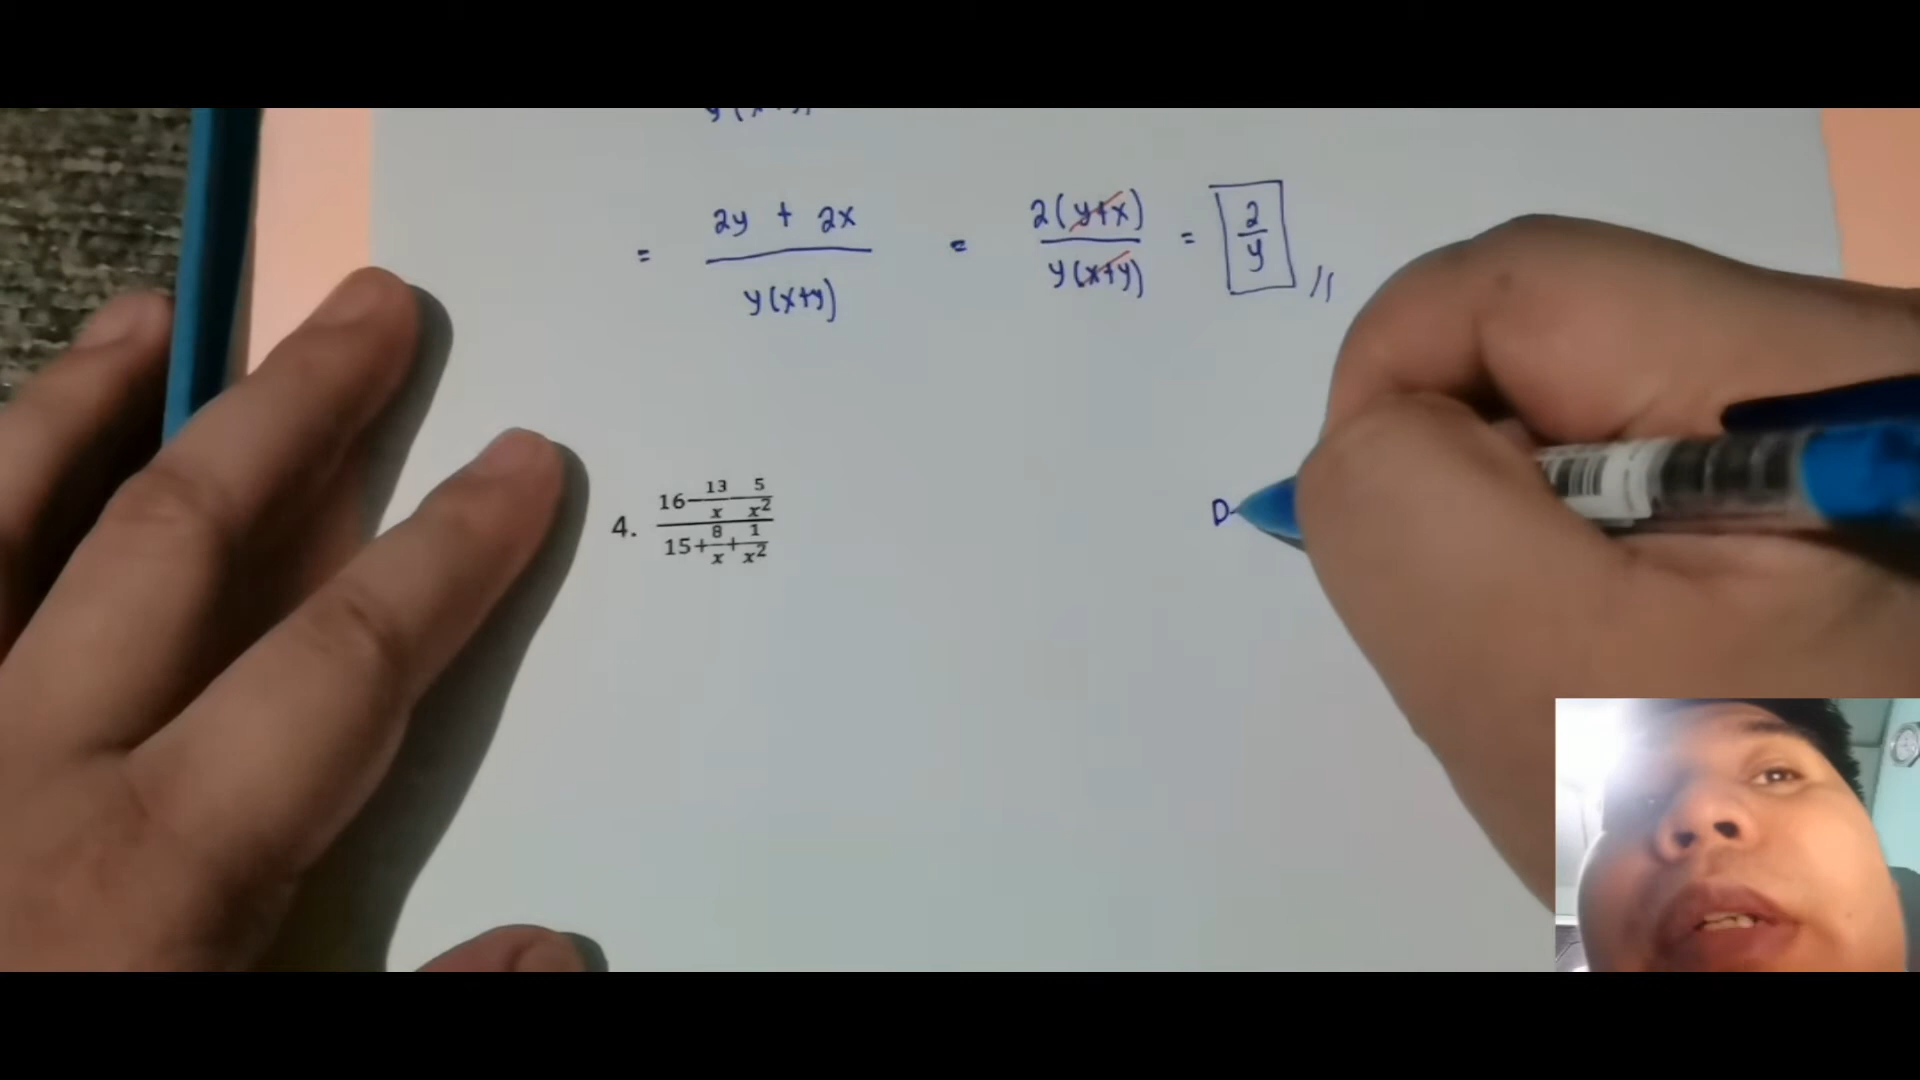 = 2y + 2x / y(x+y) = 2(y+x) / y(x+y) = 2/y //
4. 16-13/x-5/x² / 15+8/x+1/x²
D